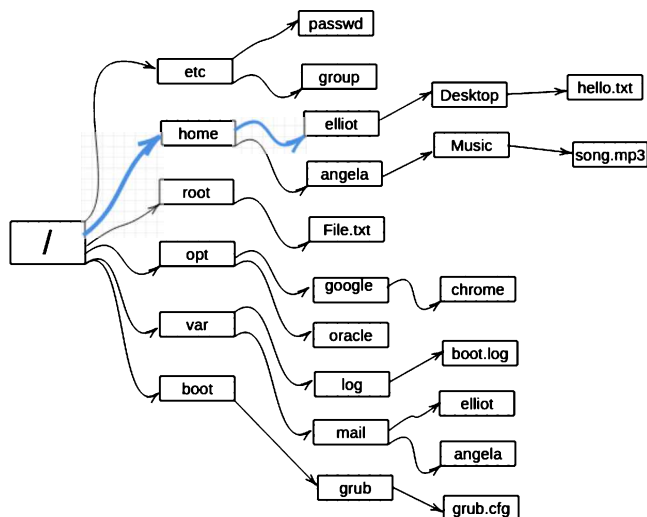 passwd
etc
group
hello.txt
Desktop
elliot
home
Music
song.mp3
angela
root
File.txt
/
opt
google
chrome
var
oracle
boot.log
log
boot
elliot
mail
angela
grub
grub.cfg